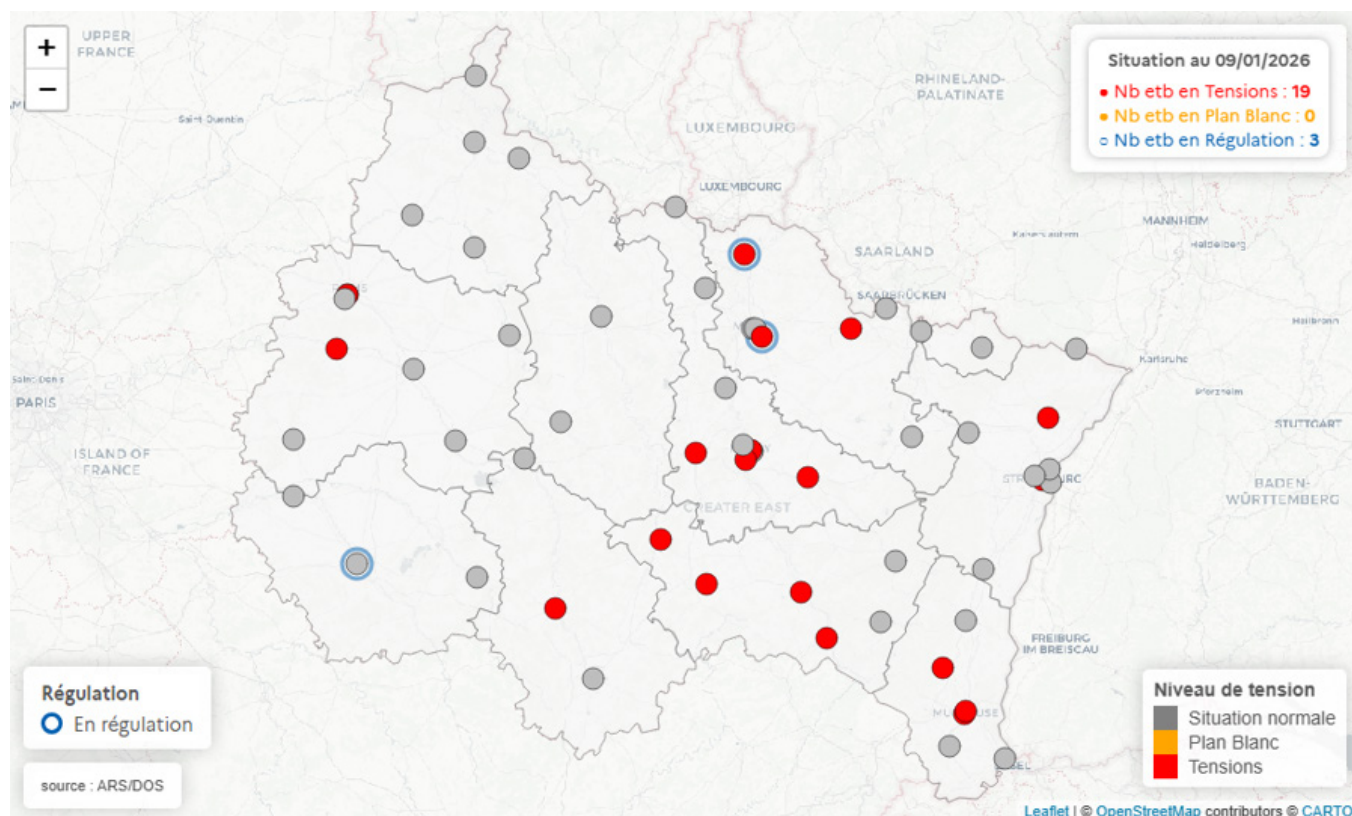 +
−
UPPER
FRANCE
Saint-Quentin
Situation au 09/01/2026
Nb etb en Tensions : 19
Nb etb en Plan Blanc : 0
Nb etb en Régulation : 3
RHINELAND-
PALATINATE
LUXEMBOURG
LUXEMBOURG
MANNHEIM
Kaiserslautern
Heidelberg
SAARLAND
SAARBRÜCKEN
Heilbronn
Karlsruhe
Saint-Denis
PARIS
Pforzheim
STUTTGART
ISLAND OF
FRANCE
BADEN-
WÜRTTEMBERG
GREATER EAST
FREIBURG
IM BREISGAU
Régulation
En régulation
source : ARS/DOS
Niveau de tension
Situation normale
Plan Blanc
Tensions
Leaflet | © OpenStreetMap contributors © CARTO